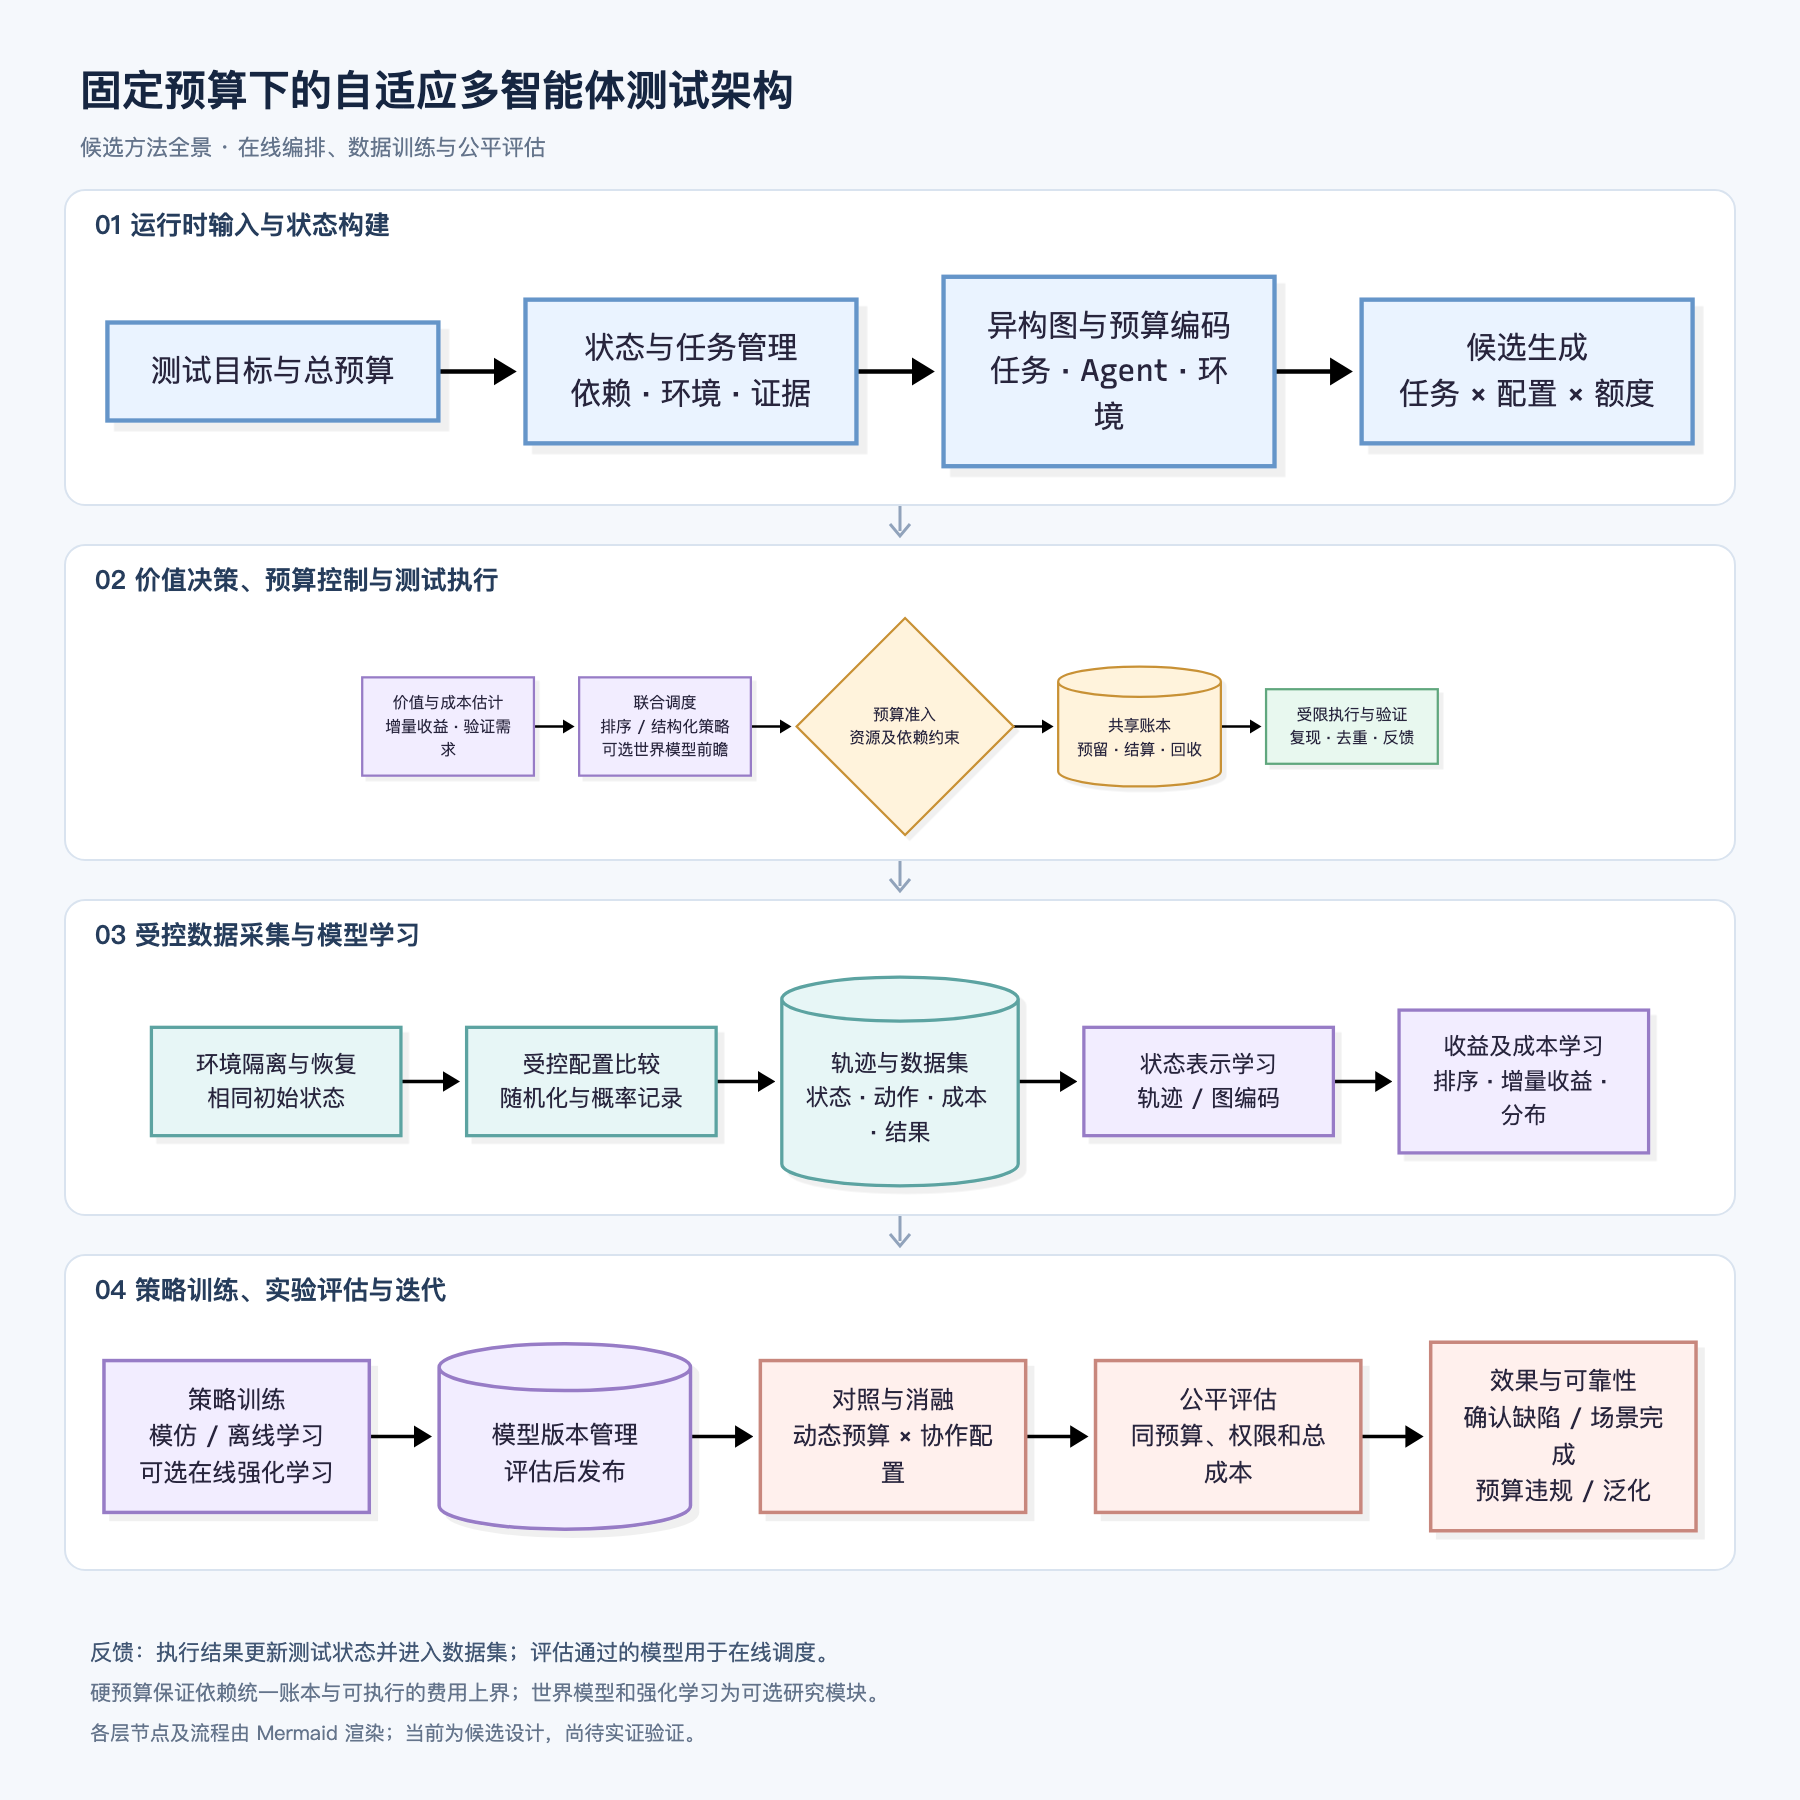 固定预算下的自适应多智能体测试架构
候选方法全景 · 在线编排、数据训练与公平评估
01 运行时输入与状态构建
测试目标与总预算
状态与任务管理
依赖 · 环境 · 证据
异构图与预算编码
任务 · Agent · 环
境
候选生成
任务 × 配置 × 额度
02 价值决策、预算控制与测试执行
价值与成本估计
增量收益 · 验证需
求
联合调度
排序 / 结构化策略
可选世界模型前瞻
预算准入
资源及依赖约束
共享账本
预留 · 结算 · 回收
受限执行与验证
复现 · 去重 · 反馈
03 受控数据采集与模型学习
环境隔离与恢复
相同初始状态
受控配置比较
随机化与概率记录
轨迹与数据集
状态 · 动作 · 成本
· 结果
状态表示学习
轨迹 / 图编码
收益及成本学习
排序 · 增量收益 ·
分布
04 策略训练、实验评估与迭代
策略训练
模仿 / 离线学习
可选在线强化学习
模型版本管理
评估后发布
对照与消融
动态预算 × 协作配
置
公平评估
同预算、权限和总
成本
效果与可靠性
确认缺陷 / 场景完
成
预算违规 / 泛化
反馈：执行结果更新测试状态并进入数据集；评估通过的模型用于在线调度。
硬预算保证依赖统一账本与可执行的费用上界；世界模型和强化学习为可选研究模块。
各层节点及流程由 Mermaid 渲染；当前为候选设计，尚待实证验证。